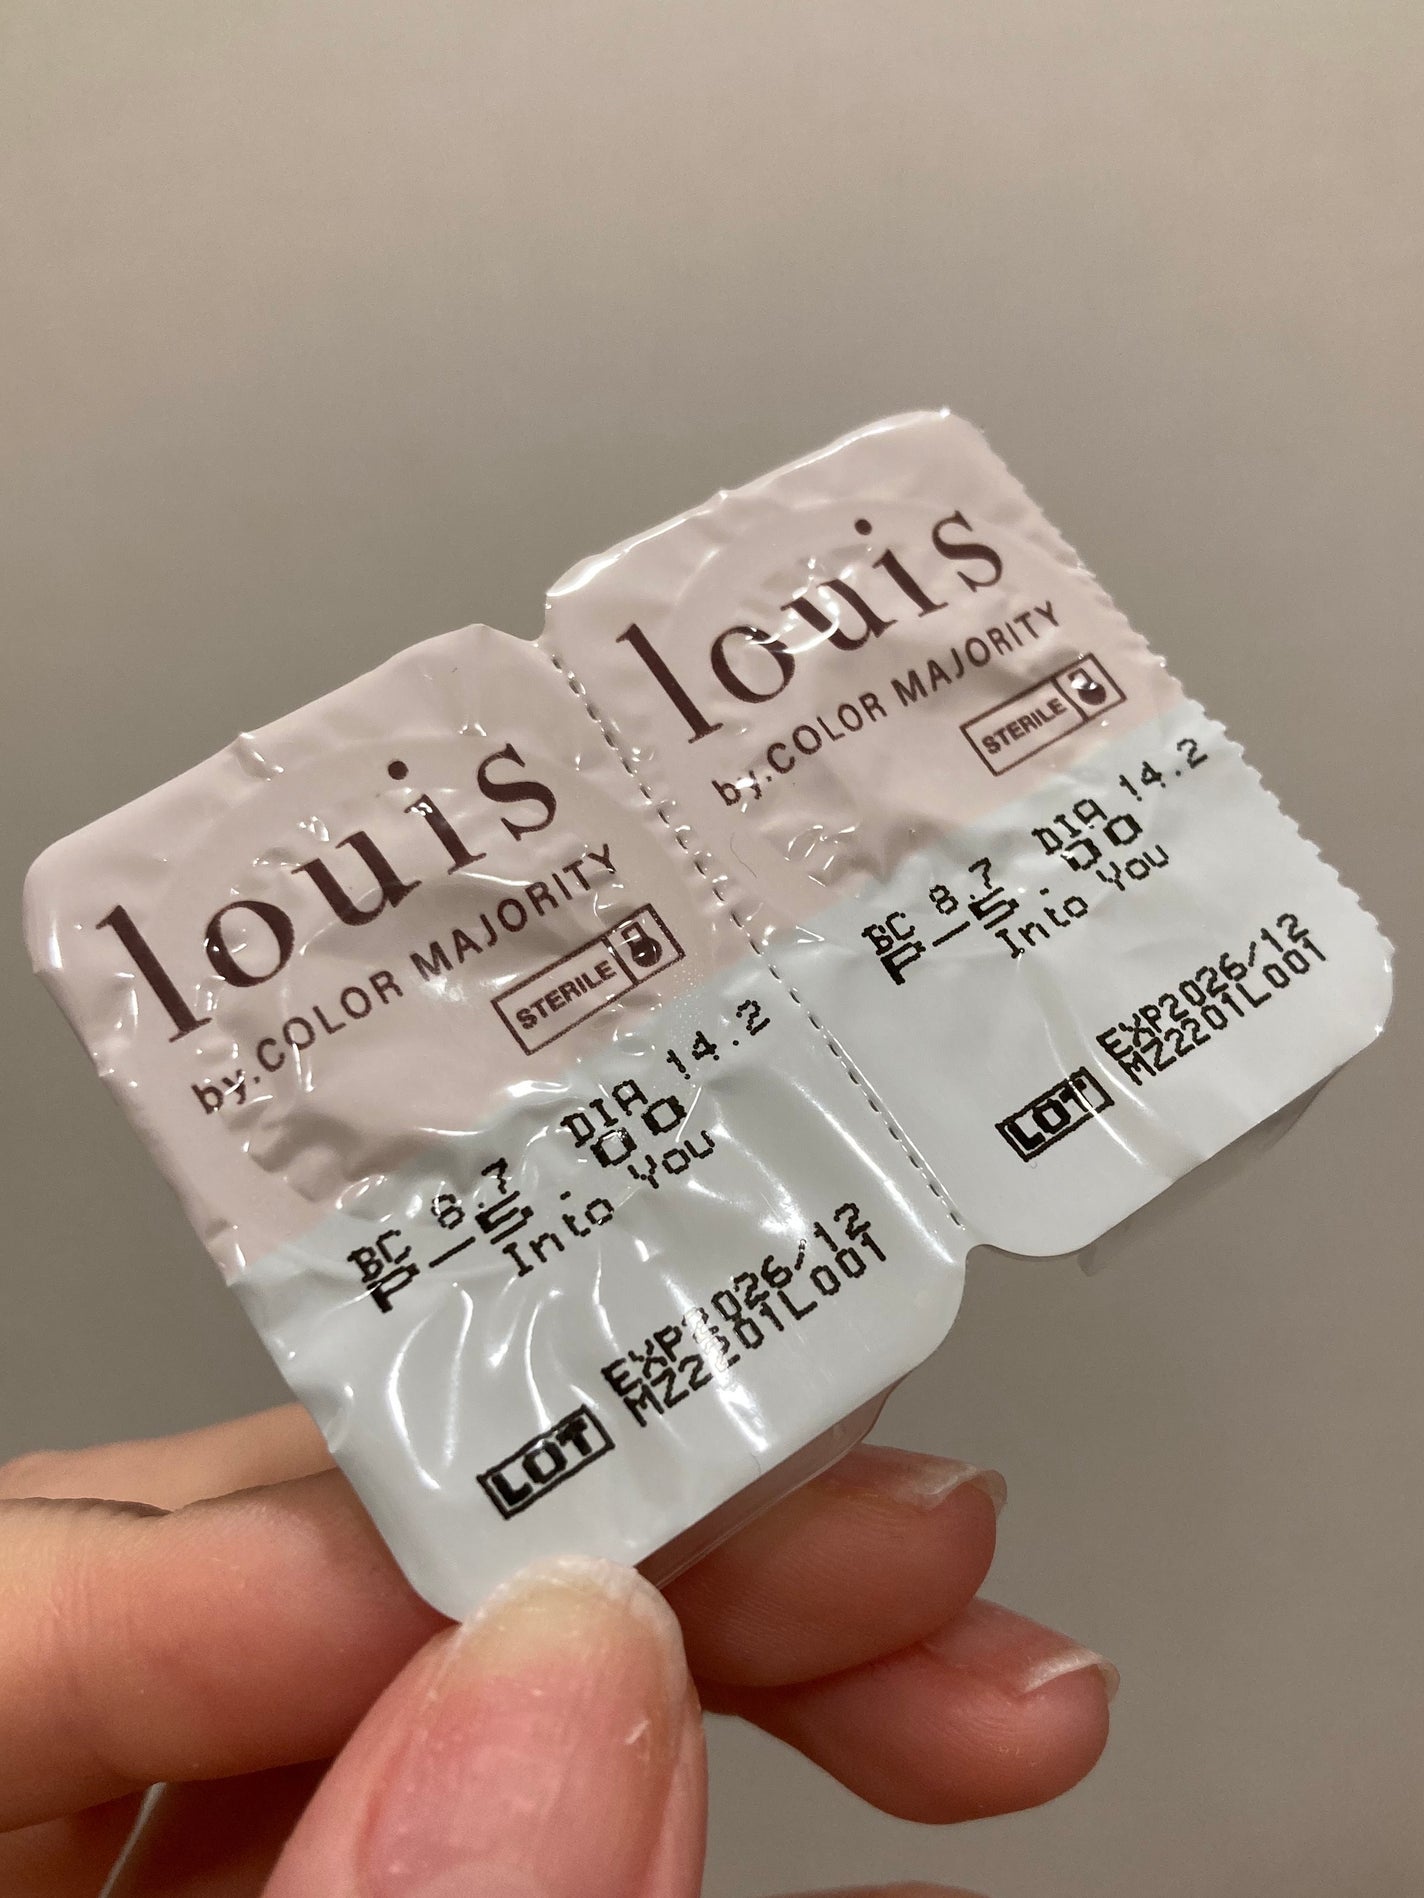 louis
by.COLOR MAJORITY
STERILE
BC 8.7 DIA 14.2
P-5.00
Into You
EXP2026/12
LOT MZ2201L001
louis
by.COLOR MAJORITY
STERILE
BC 8.7 DIA 14.2
P-5.00
Into You
EXP2026/12
LOT MZ2201L001